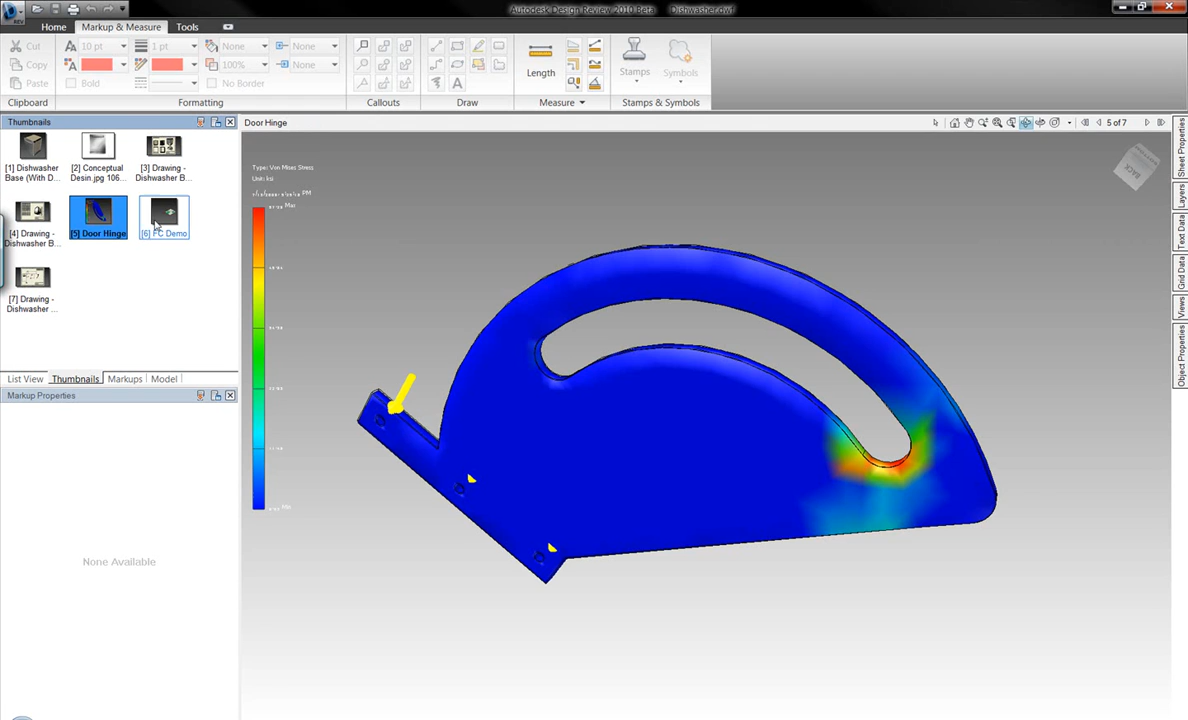 Autodesk Design Review 2010 Beta Dishwasher.dwf
REV
Home Markup & Measure Tools
Cut 10 pt 1 pt None None
Copy 100% None
Paste Bold No Border
Length Stamps Symbols
Clipboard Formatting Callouts Draw Measure Stamps & Symbols
Thumbnails
Door Hinge
5 of 7
[1] Dishwasher Base (With D...
[2] Conceptual Desin.jpg 106...
[3] Drawing - Dishwasher B...
[4] Drawing - Dishwasher B...
[5] Door Hinge
[6] FC Demo
[7] Drawing - Dishwasher ...
List View Thumbnails Markups Model
Markup Properties
None Available
Type: Von Mises Stress
Unit: ksi
PM
Max
Min
BACK
Sheet Properties
Layers
Text Data
Grid Data
Views
Object Properties